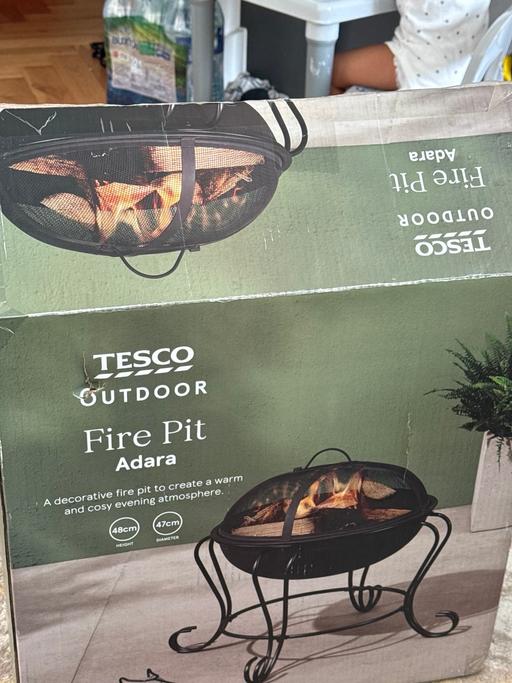 Adara
Fire Pit
OUTDOOR
TESCO
TESCO
OUTDOOR
Fire Pit
Adara
A decorative fire pit to create a warm
and cosy evening atmosphere.
48cm 47cm
HEIGHT DIAMETER